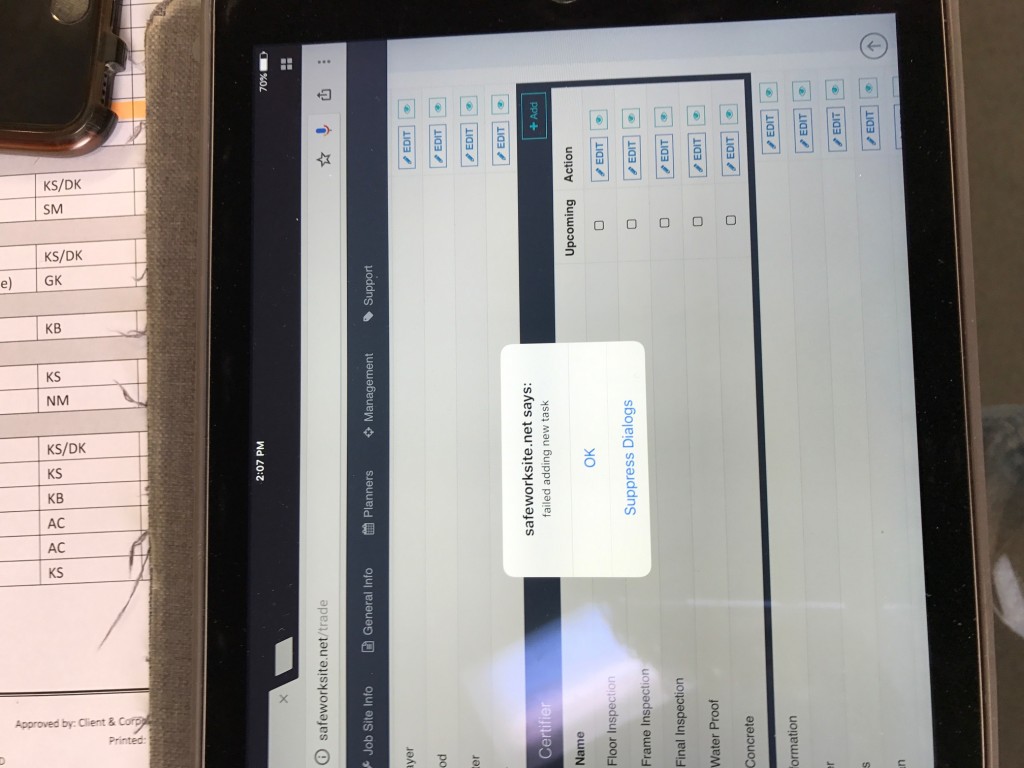 KS/DK
SM
KS/DK
e) GK
KB
KS
NM
KS/DK
KS
KB
AC
AC
KS
Approved by: Client &
Printed:
2:07 PM
70%
safeworksite.net/trade
Job Site Info
General Info
Planners
Management
Support
ayer EDIT
od EDIT
ter EDIT
EDIT
Certifier + Add
Name Upcoming Action
Floor Inspection EDIT
Frame Inspection EDIT
Final Inspection EDIT
Water Proof EDIT
Concrete EDIT
EDIT
ormation EDIT
er EDIT
s EDIT
safeworksite.net says:
failed adding new task
OK
Suppress Dialogs